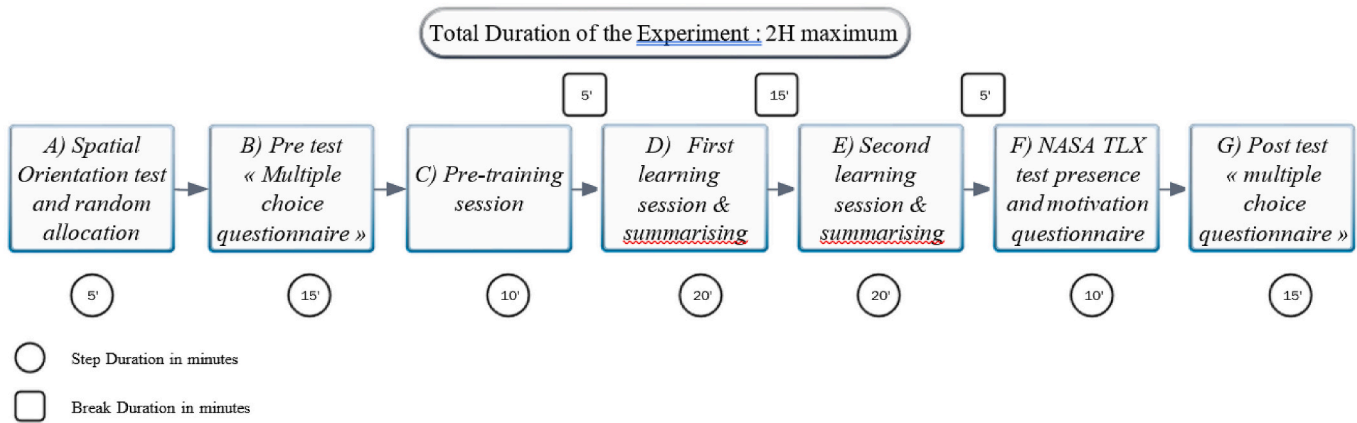 Total Duration of the Experiment : 2H maximum
5'
15'
5'
A) Spatial
Orientation test
and random
allocation
B) Pre test
« Multiple
choice
questionnaire »
C) Pre-training
session
D) First
learning
session &
summarising
E) Second
learning
session &
summarising
F) NASA TLX
test presence
and motivation
questionnaire
G) Post test
« multiple
choice
questionnaire »
5'
15'
10'
20'
20'
10'
15'
Step Duration in minutes
Break Duration in minutes